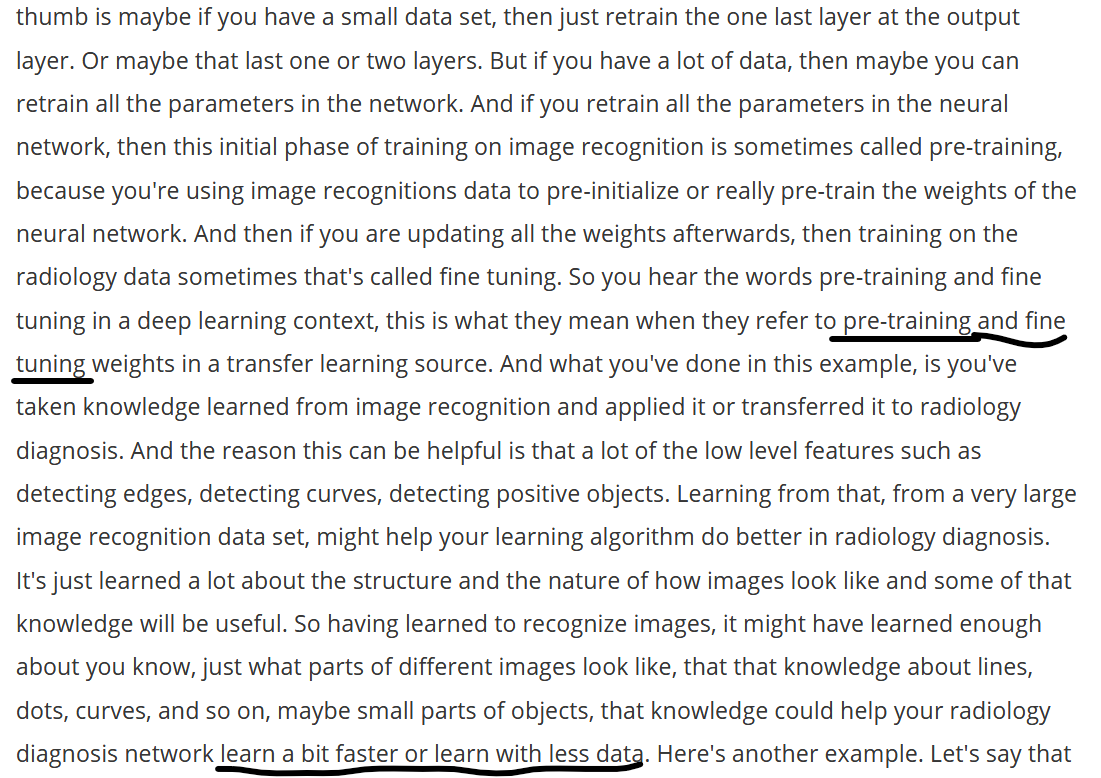 thumb is maybe if you have a small data set, then just retrain the one last layer at the output
layer. Or maybe that last one or two layers. But if you have a lot of data, then maybe you can
retrain all the parameters in the network. And if you retrain all the parameters in the neural
network, then this initial phase of training on image recognition is sometimes called pre-training,
because you're using image recognitions data to pre-initialize or really pre-train the weights of the
neural network. And then if you are updating all the weights afterwards, then training on the
radiology data sometimes that's called fine tuning. So you hear the words pre-training and fine
tuning in a deep learning context, this is what they mean when they refer to pre-training and fine
tuning weights in a transfer learning source. And what you've done in this example, is you've
taken knowledge learned from image recognition and applied it or transferred it to radiology
diagnosis. And the reason this can be helpful is that a lot of the low level features such as
detecting edges, detecting curves, detecting positive objects. Learning from that, from a very large
image recognition data set, might help your learning algorithm do better in radiology diagnosis.
It's just learned a lot about the structure and the nature of how images look like and some of that
knowledge will be useful. So having learned to recognize images, it might have learned enough
about you know, just what parts of different images look like, that that knowledge about lines,
dots, curves, and so on, maybe small parts of objects, that knowledge could help your radiology
diagnosis network learn a bit faster or learn with less data. Here's another example. Let's say that